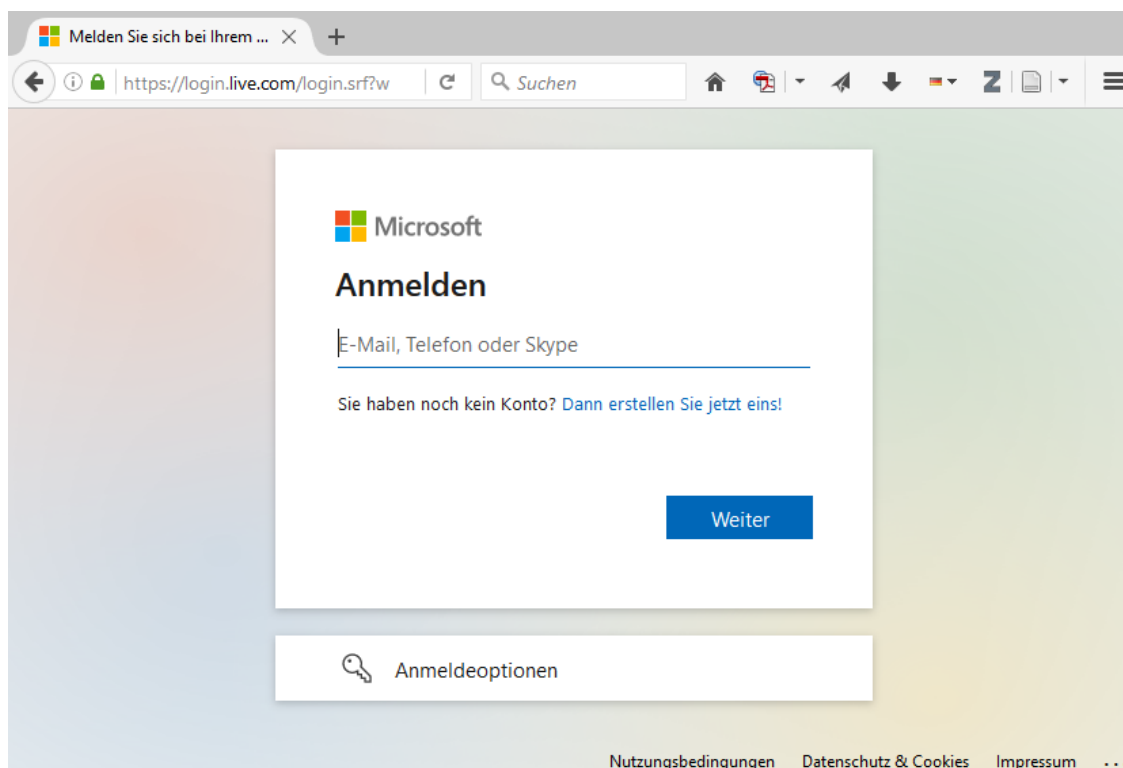 Melden Sie sich bei Ihrem ...
https://login.live.com/login.srf?w
Suchen
Z
Microsoft
Anmelden
E-Mail, Telefon oder Skype
Sie haben noch kein Konto? Dann erstellen Sie jetzt eins!
Weiter
Anmeldeoptionen
Nutzungsbedingungen Datenschutz & Cookies Impressum